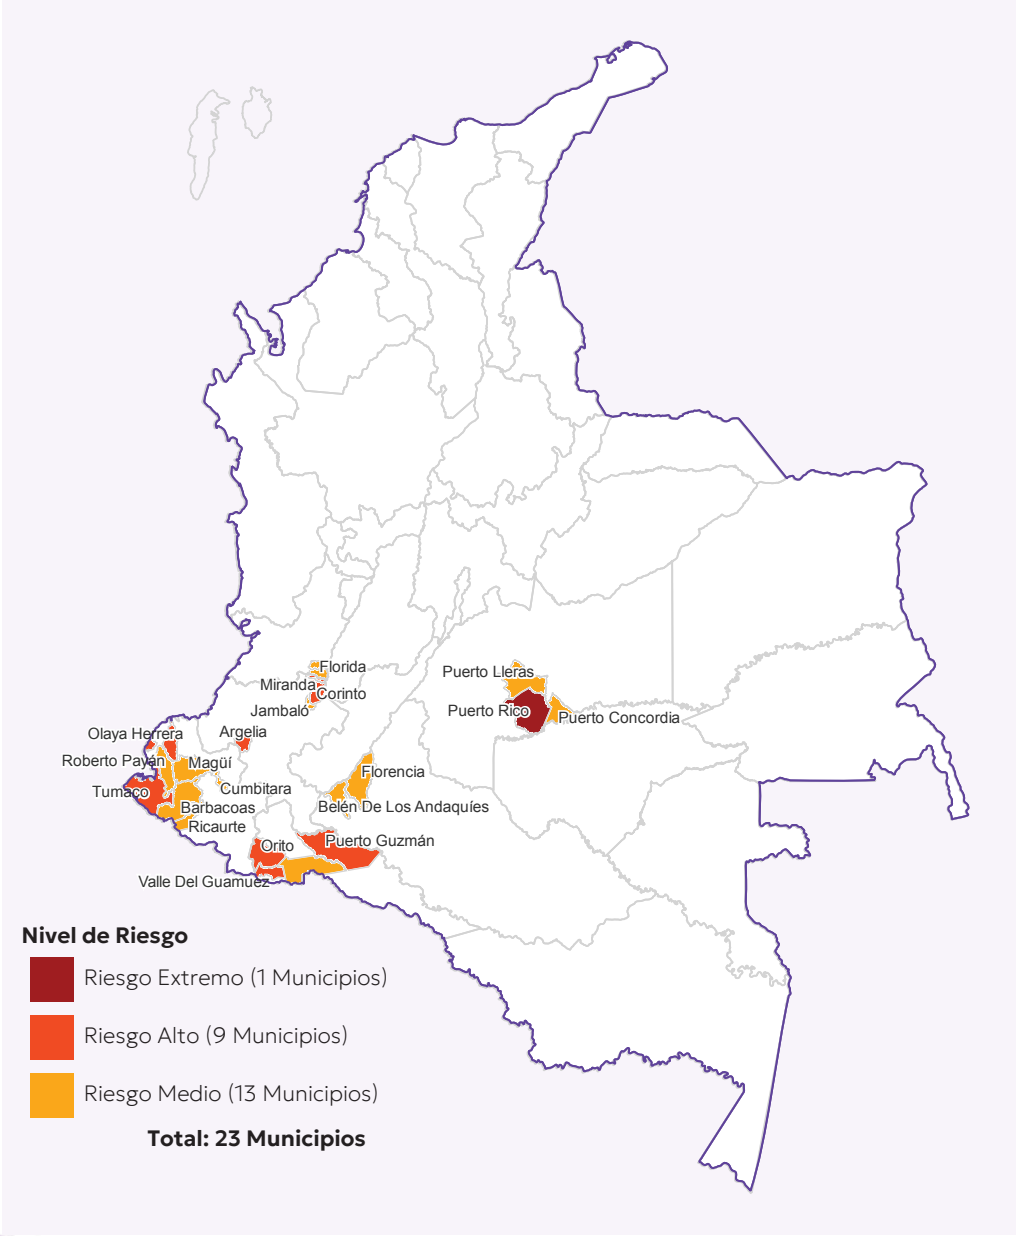 Florida
Puerto Lleras
Miranda
Corinto
Puerto Rico
Jambaló
Puerto Concordia
Olaya Herrera
Argelia
Roberto Payán
Magüí
Florencia
Tumaco
Cumbitara
Barbacoas
Belén De Los Andaquíes
Ricaurte
Orito
Puerto Guzmán
Valle Del Guamuez
Nivel de Riesgo
Riesgo Extremo (1 Municipios)
Riesgo Alto (9 Municipios)
Riesgo Medio (13 Municipios)
Total: 23 Municipios